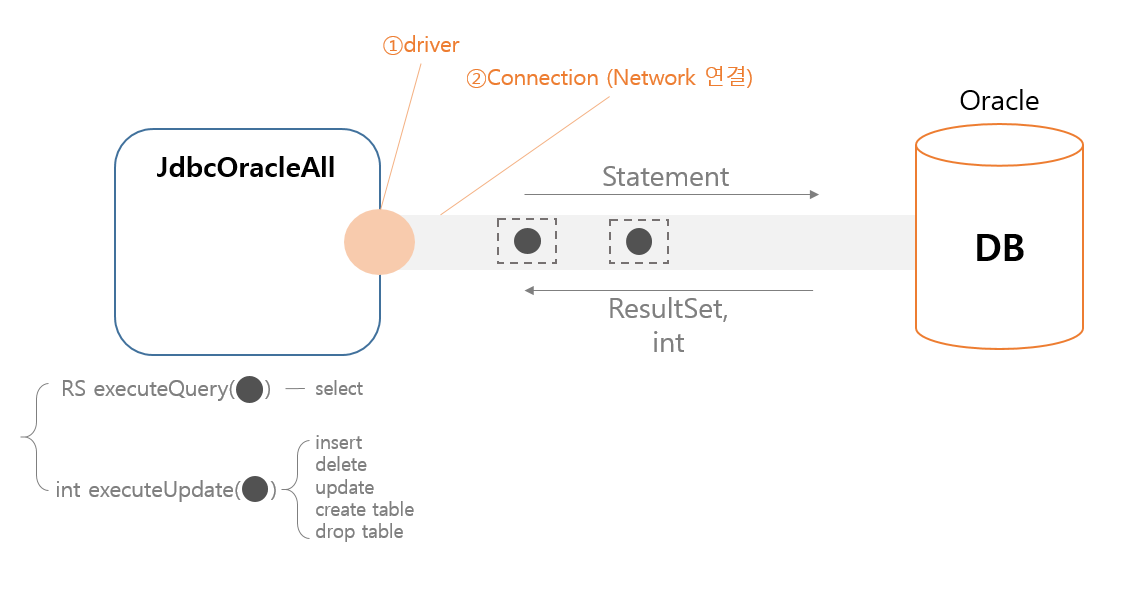 ①driver
②Connection (Network 연결)
Oracle
JdbcOracleAll
Statement
DB
ResultSet,
int
RS executeQuery( ) — select
int executeUpdate( )
insert
delete
update
create table
drop table